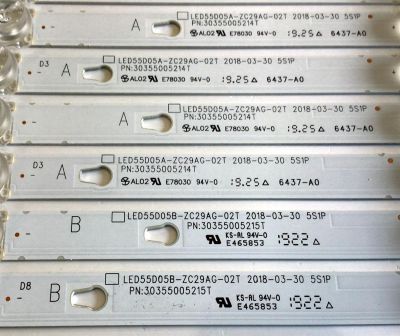 A LED55D05A-ZC29AG-02T 2018-03-30 5S1P
PN:30355005214T
ALO2 E78030 94V-0 19.25 6437-A0
D3 A LED55D05A-ZC29AG-02T 2018-03-30 5S1P
PN:30355005214T
ALO2 E78030 94V-0 19.25 6437-A0
A LED55D05A-ZC29AG-02T 2018-03-30 5S1P
PN:30355005214T
ALO2 E78030 94V-0 19.25 6437-A0
D3 A LED55D05A-ZC29AG-02T 2018-03-30 5S1P
PN:30355005214T
ALO2 E78030 94V-0 19.25 6437-A0
B LED55D05B-ZC29AG-02T 2018-03-30 5S1P
PN:30355005215T
KS-RL 94V-0
E465853 1922
D8 B LED55D05B-ZC29AG-02T 2018-03-30 5S1P
PN:30355005215T
KS-RL 94V-0
E465853 1922